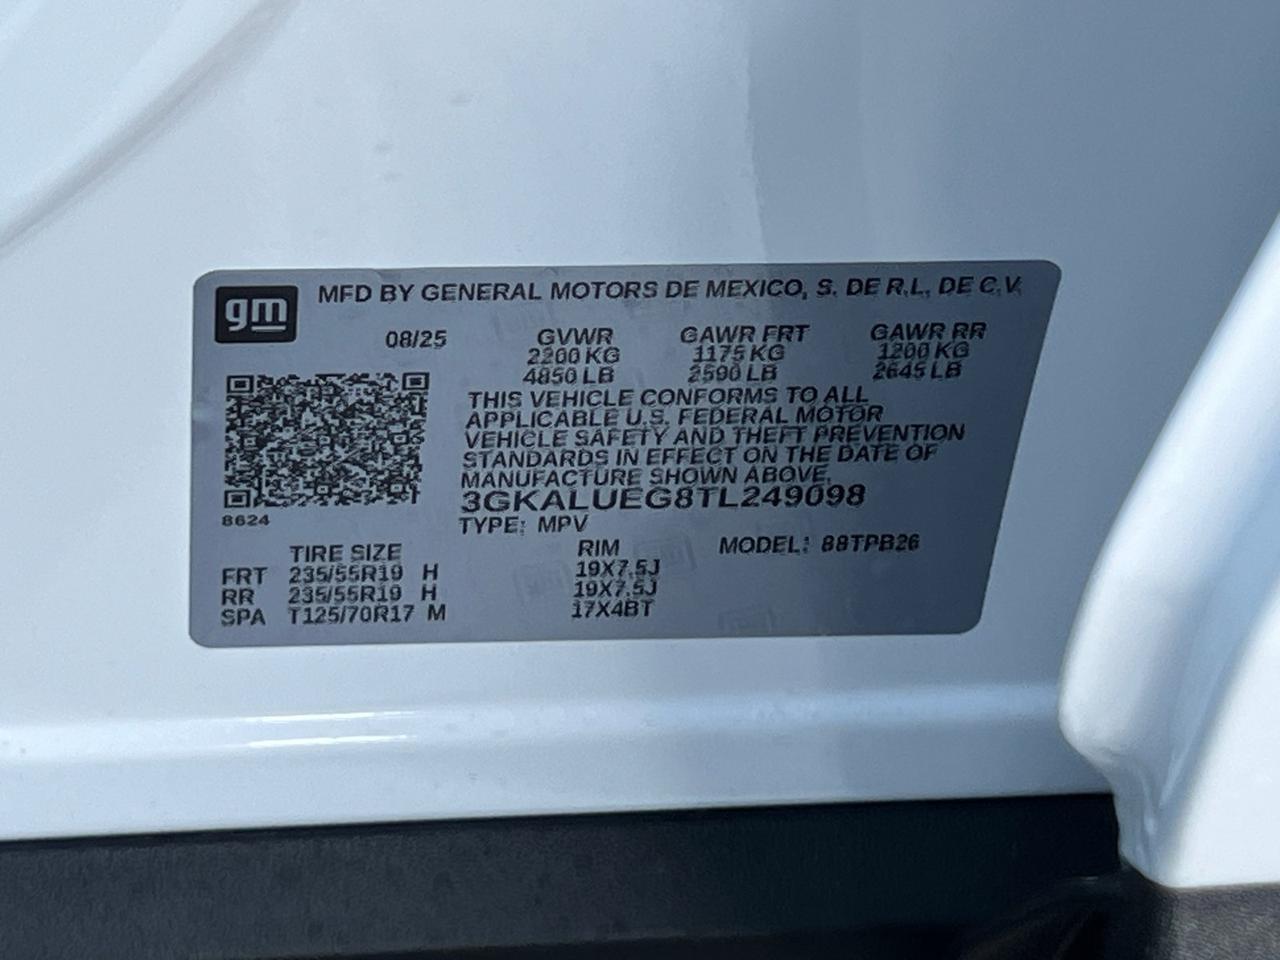 gm MFD BY GENERAL MOTORS DE MEXICO, S. DE R.L. DE C.V.
08/25 GVWR GAWR FRT GAWR RR
2200 KG 1175 KG 1200 KG
4850 LB 2590 LB 2645 LB
THIS VEHICLE CONFORMS TO ALL
APPLICABLE U.S. FEDERAL MOTOR
VEHICLE SAFETY AND THEFT PREVENTION
STANDARDS IN EFFECT ON THE DATE OF
MANUFACTURE SHOWN ABOVE.
3GKALUEG8TL249098
8624
TYPE: MPV
TIRE SIZE RIM MODEL: 88TPB26
FRT 235/55R19 H 19X7.5J
RR 235/55R19 H 19X7.5J
SPA T125/70R17 M 17X4BT